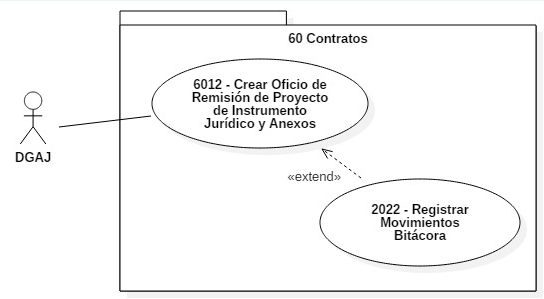 60 Contratos
6012 - Crear Oficio de
Remisión de Proyecto
de Instrumento
Jurídico y Anexos
DGAJ
«extend»
2022 - Registrar
Movimientos
Bitácora